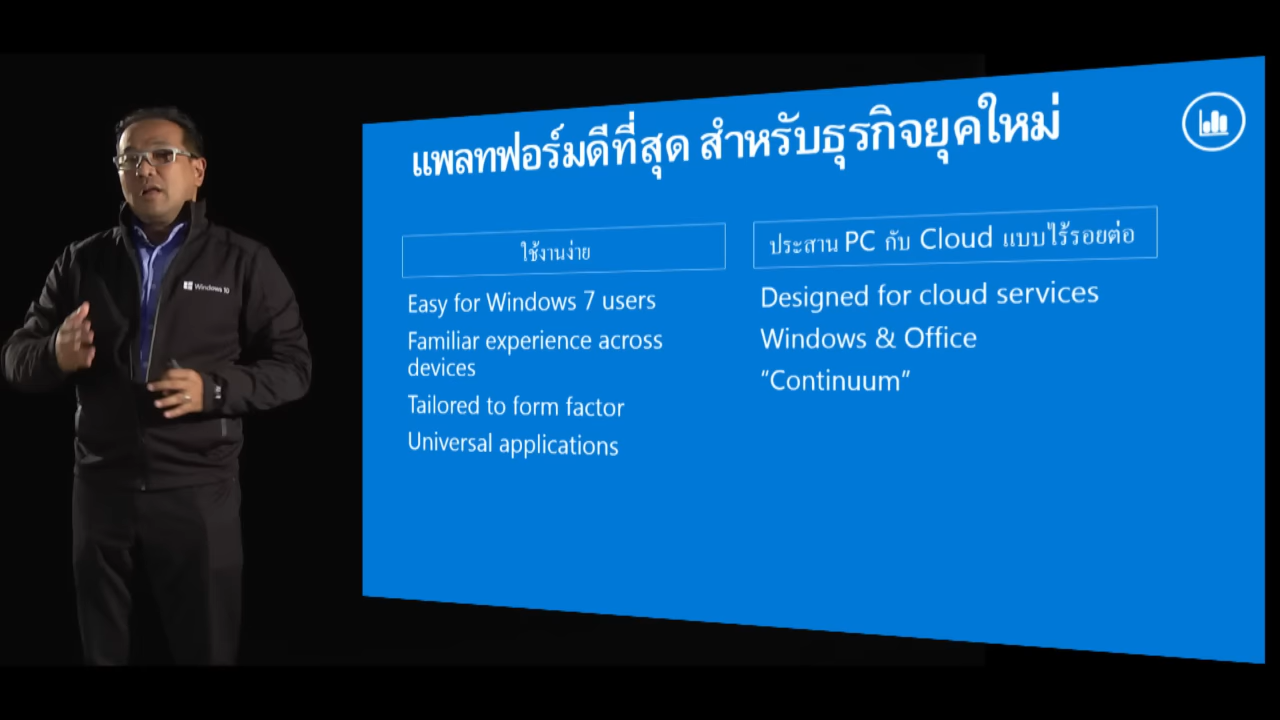 แพลทฟอร์มดีที่สุด สำหรับธุรกิจยุคใหม่
ใช้งานง่าย
Easy for Windows 7 users
Familiar experience across
devices
Tailored to form factor
Universal applications
ประสาน PC กับ Cloud แบบไร้รอยต่อ
Designed for cloud services
Windows & Office
“Continuum”
Windows 10